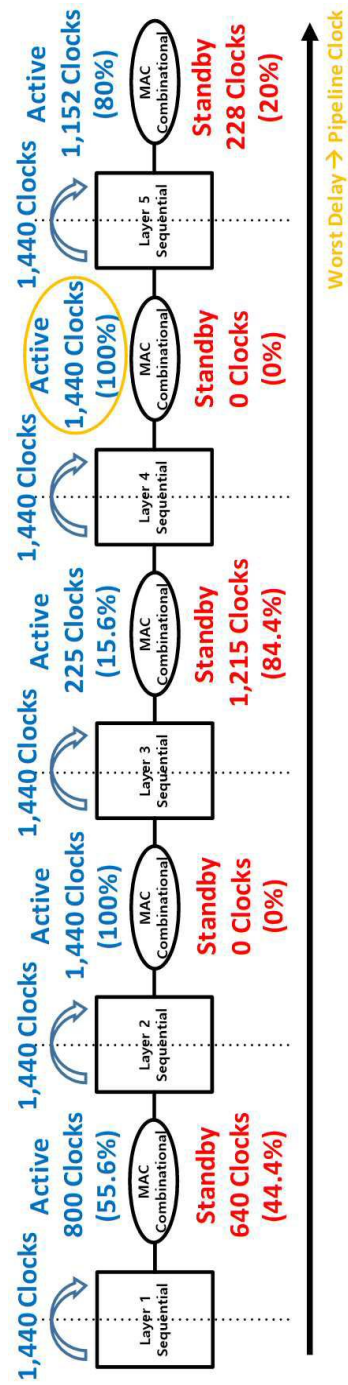 1,440 Clocks
Layer 1
Sequential
Active
800 Clocks
(55.6%)
MAC
Combinational
Standby
640 Clocks
(44.4%)
1,440 Clocks
Layer 2
Sequential
Active
1,440 Clocks
(100%)
MAC
Combinational
Standby
0 Clocks
(0%)
1,440 Clocks
Layer 3
Sequential
Active
225 Clocks
(15.6%)
MAC
Combinational
Standby
1,215 Clocks
(84.4%)
1,440 Clocks
Layer 4
Sequential
Active
1,440 Clocks
(100%)
MAC
Combinational
Standby
0 Clocks
(0%)
1,440 Clocks
Layer 5
Sequential
Active
1,152 Clocks
(80%)
MAC
Combinational
Standby
228 Clocks
(20%)
Worst Delay → Pipeline Clock